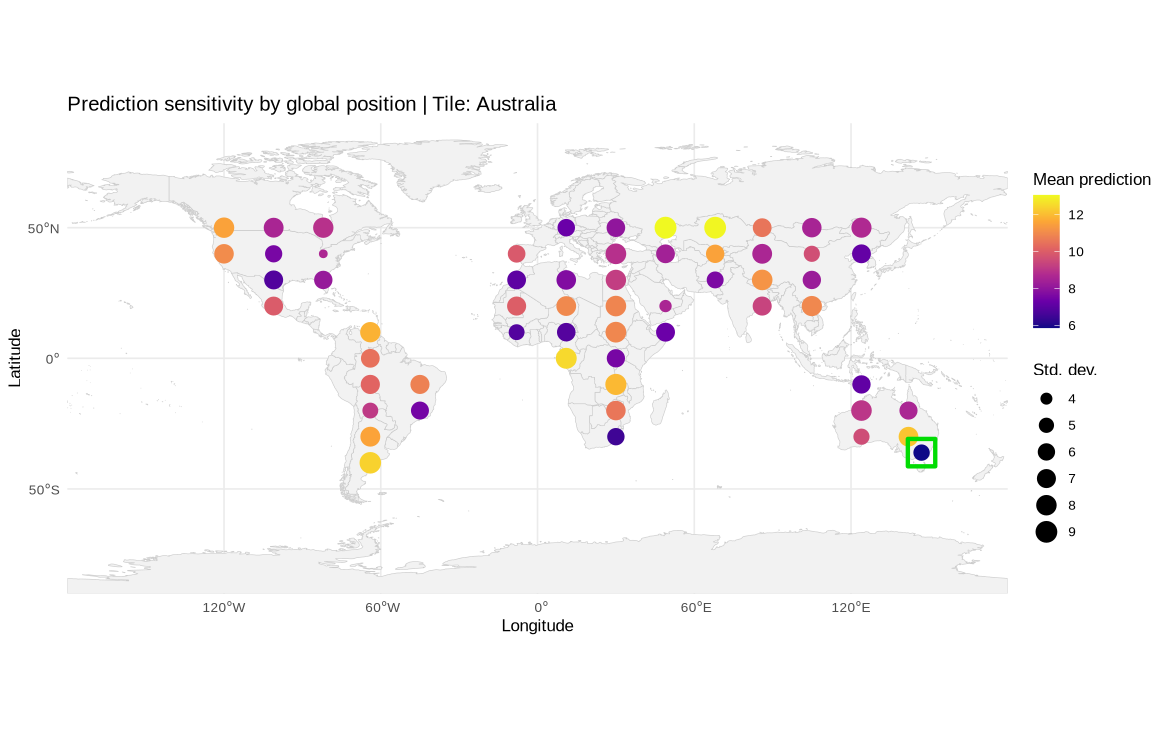 Prediction sensitivity by global position | Tile: Australia
Mean prediction
12
10
8
6
Std. dev.
4
5
6
7
8
9
Latitude
50°N
0°
50°S
120°W
60°W
0°
60°E
120°E
Longitude